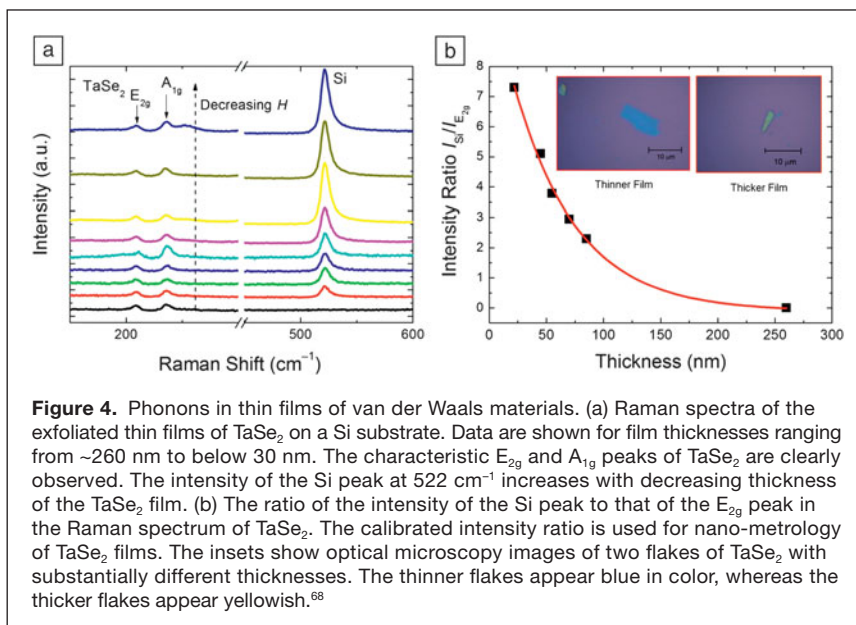 a
TaSe₂
E₂g
A₁g
Decreasing H
Si
Intensity (a.u.)
200
500
600
Raman Shift (cm⁻¹)
b
8
7
6
5
4
3
2
1
0
Intensity Ratio I_Si/I_E₂g
10 μm
Thinner Film
10 μm
Thicker Film
0
50
100
150
200
250
300
Thickness (nm)
Figure 4. Phonons in thin films of van der Waals materials. (a) Raman spectra of the
exfoliated thin films of TaSe₂ on a Si substrate. Data are shown for film thicknesses ranging
from ~260 nm to below 30 nm. The characteristic E₂g and A₁g peaks of TaSe₂ are clearly
observed. The intensity of the Si peak at 522 cm⁻¹ increases with decreasing thickness
of the TaSe₂ film. (b) The ratio of the intensity of the Si peak to that of the E₂g peak in
the Raman spectrum of TaSe₂. The calibrated intensity ratio is used for nano-metrology
of TaSe₂ films. The insets show optical microscopy images of two flakes of TaSe₂ with
substantially different thicknesses. The thinner flakes appear blue in color, whereas the
thicker flakes appear yellowish.⁶⁸